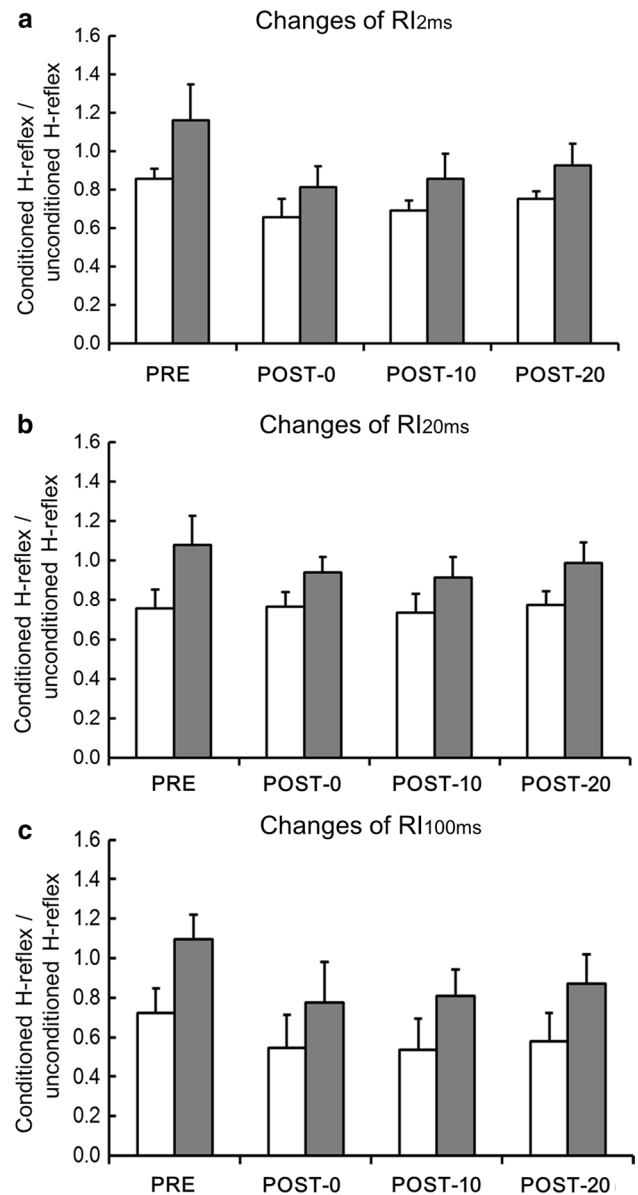 a
Changes of RI2ms
Conditioned H-reflex /
unconditioned H-reflex
1.6
1.4
1.2
1.0
0.8
0.6
0.4
0.2
0.0
PRE POST-0 POST-10 POST-20
b
Changes of RI20ms
Conditioned H-reflex /
unconditioned H-reflex
1.6
1.4
1.2
1.0
0.8
0.6
0.4
0.2
0.0
PRE POST-0 POST-10 POST-20
c
Changes of RI100ms
Conditioned H-reflex /
unconditioned H-reflex
1.6
1.4
1.2
1.0
0.8
0.6
0.4
0.2
0.0
PRE POST-0 POST-10 POST-20